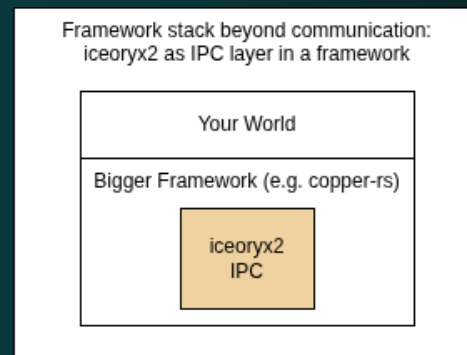 Framework stack beyond communication:
iceoryx2 as IPC layer in a framework
Your World
Bigger Framework (e.g. copper-rs)
iceoryx2
IPC